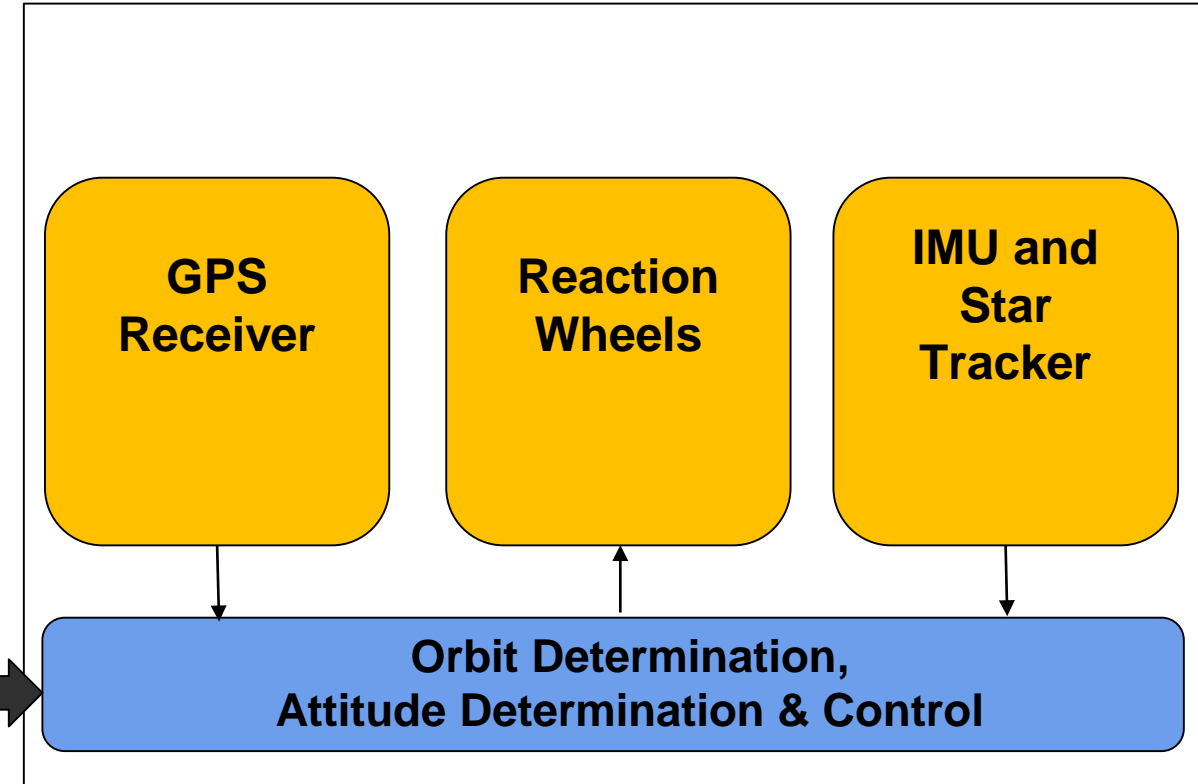 GPS
Receiver
Reaction
Wheels
IMU and
Star
Tracker
Orbit Determination,
Attitude Determination & Control